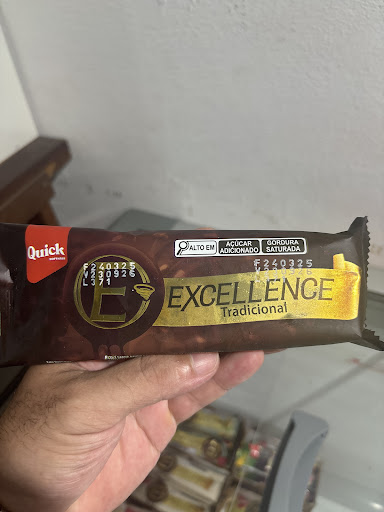 Quick
ALTO EM
AÇÚCAR
ADICIONADO
GORDURA
SATURADA
F240325
V230926
L371
F240325
E
EXCELLENCE
Tradicional